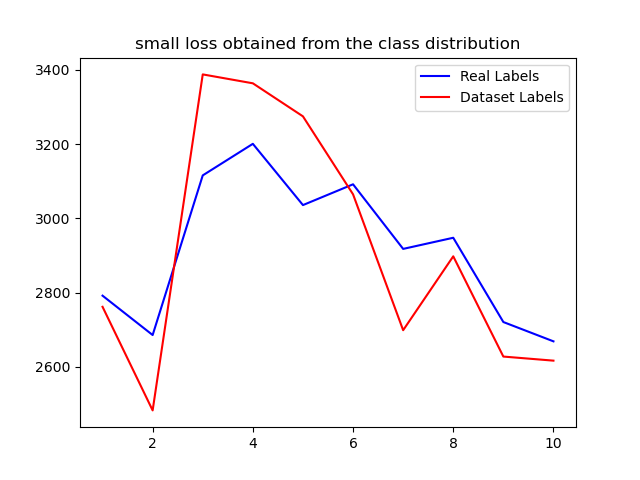 small loss obtained from the class distribution
Real Labels
Dataset Labels
3400
3200
3000
2800
2600
2 4 6 8 10